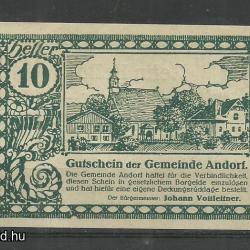 Heller
10
Gutschein der Gemeinde Andorf.
Die Gemeinde Andorf haftet für die Verbindlichkeit,
diesen Schein in gesetzlichem Bargelde einzulösen
und hat hiefür eine eigene Deckungsrücklage bestellt.
Der Bürgermeister: Johann Voitleitner.